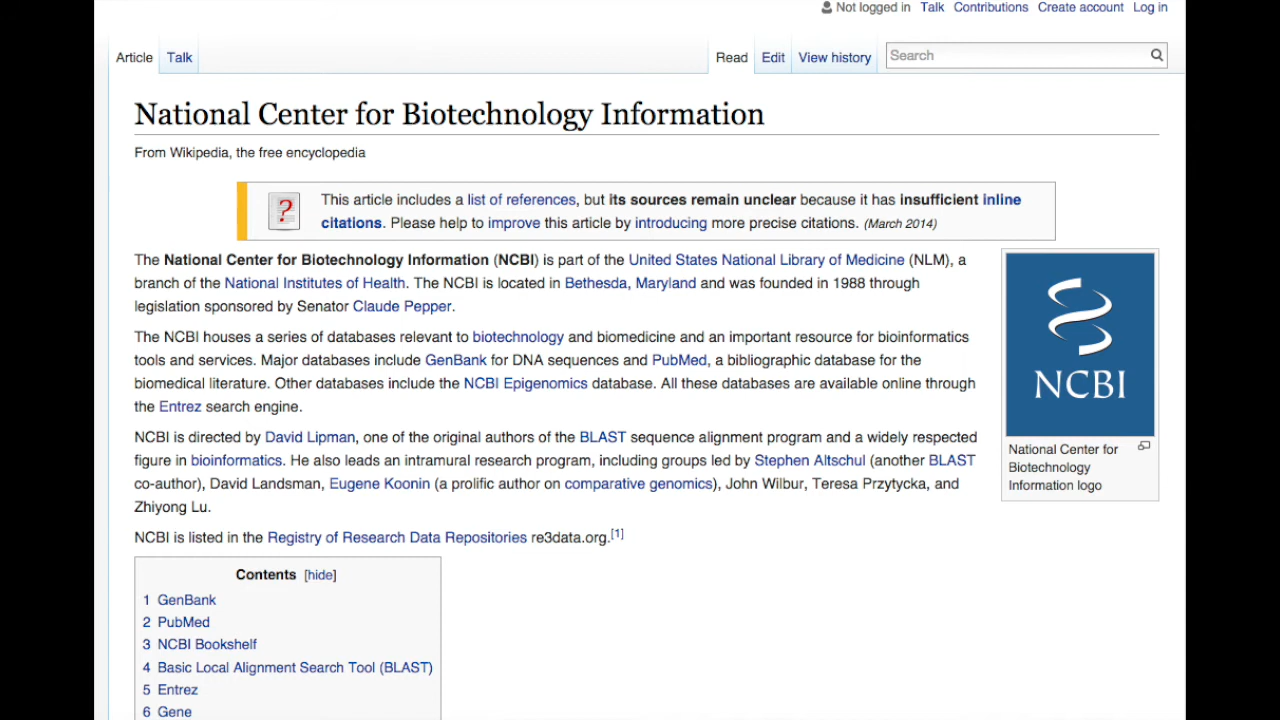 Not logged in Talk Contributions Create account Log in
Article Talk Read Edit View history Search
National Center for Biotechnology Information
From Wikipedia, the free encyclopedia
This article includes a list of references, but its sources remain unclear because it has insufficient inline
citations. Please help to improve this article by introducing more precise citations. (March 2014)
The National Center for Biotechnology Information (NCBI) is part of the United States National Library of Medicine (NLM), a
branch of the National Institutes of Health. The NCBI is located in Bethesda, Maryland and was founded in 1988 through
legislation sponsored by Senator Claude Pepper.
The NCBI houses a series of databases relevant to biotechnology and biomedicine and an important resource for bioinformatics
tools and services. Major databases include GenBank for DNA sequences and PubMed, a bibliographic database for the
biomedical literature. Other databases include the NCBI Epigenomics database. All these databases are available online through
the Entrez search engine.
NCBI is directed by David Lipman, one of the original authors of the BLAST sequence alignment program and a widely respected
figure in bioinformatics. He also leads an intramural research program, including groups led by Stephen Altschul (another BLAST
co-author), David Landsman, Eugene Koonin (a prolific author on comparative genomics), John Wilbur, Teresa Przytycka, and
Zhiyong Lu.
NCBI is listed in the Registry of Research Data Repositories re3data.org.[1]
NCBI
National Center for
Biotechnology
Information logo
Contents [hide]
1 GenBank
2 PubMed
3 NCBI Bookshelf
4 Basic Local Alignment Search Tool (BLAST)
5 Entrez
6 Gene